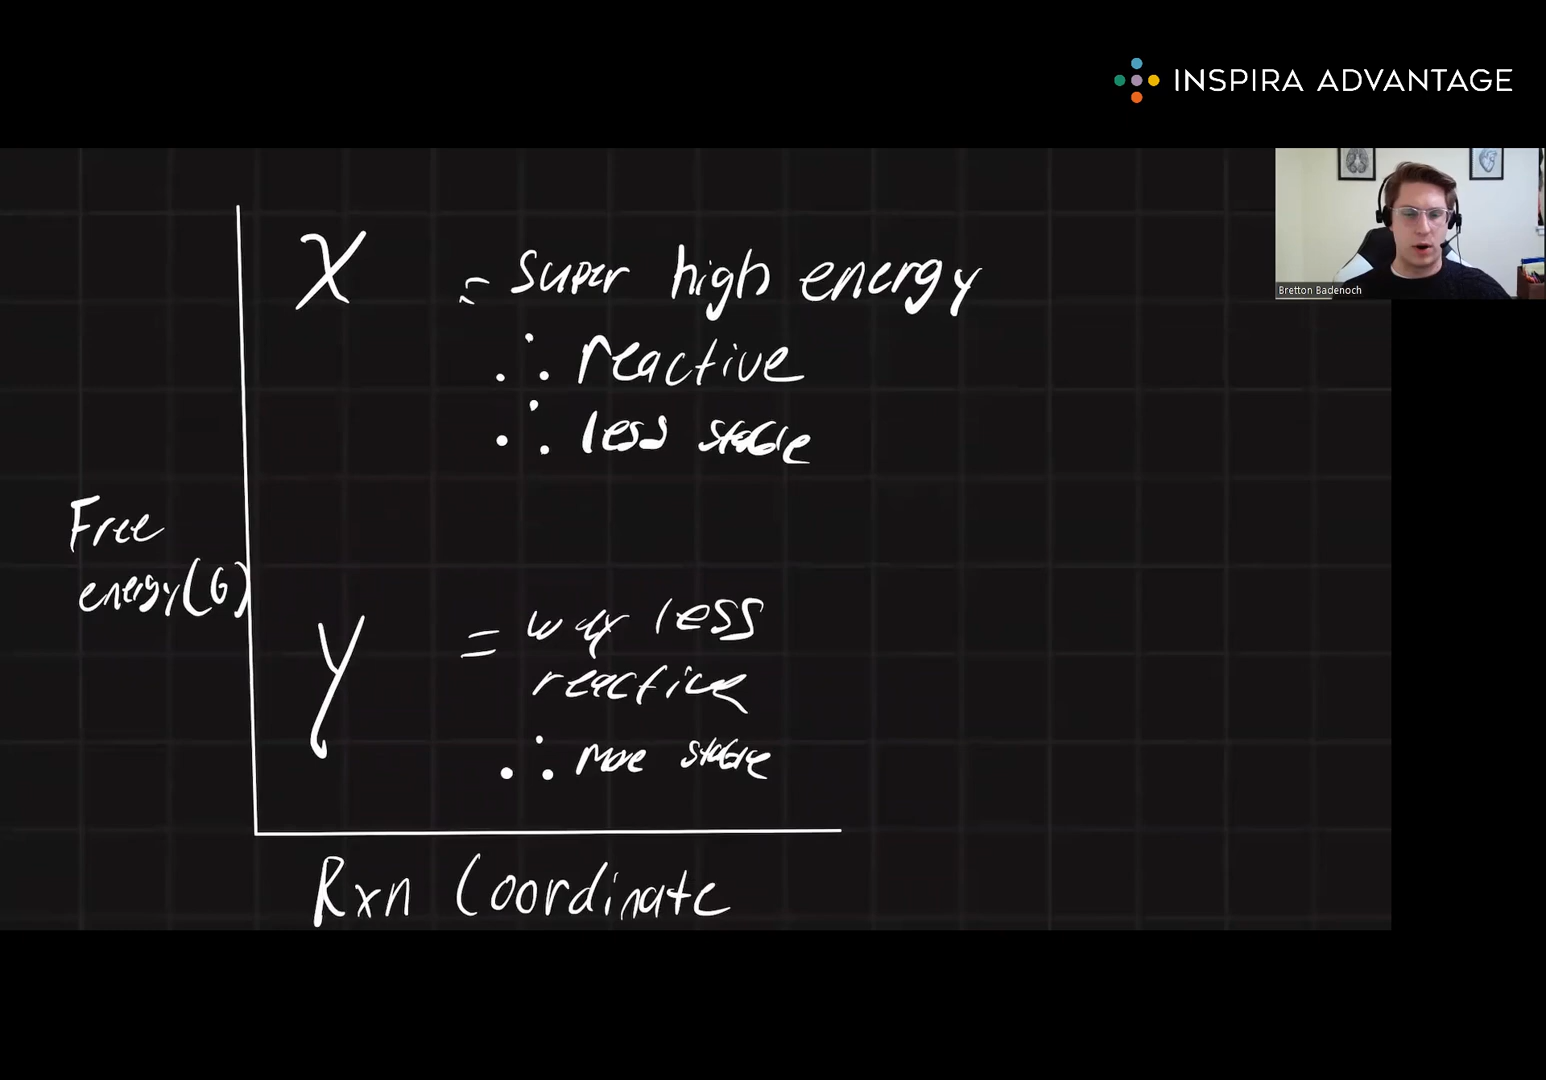 INSPIRA ADVANTAGE
Bretton Badenoch
X = super high energy
∴ reactive
∴ less stable
Free
energy (G)
y = way less
reactive
∴ more stable
Rxn Coordinate